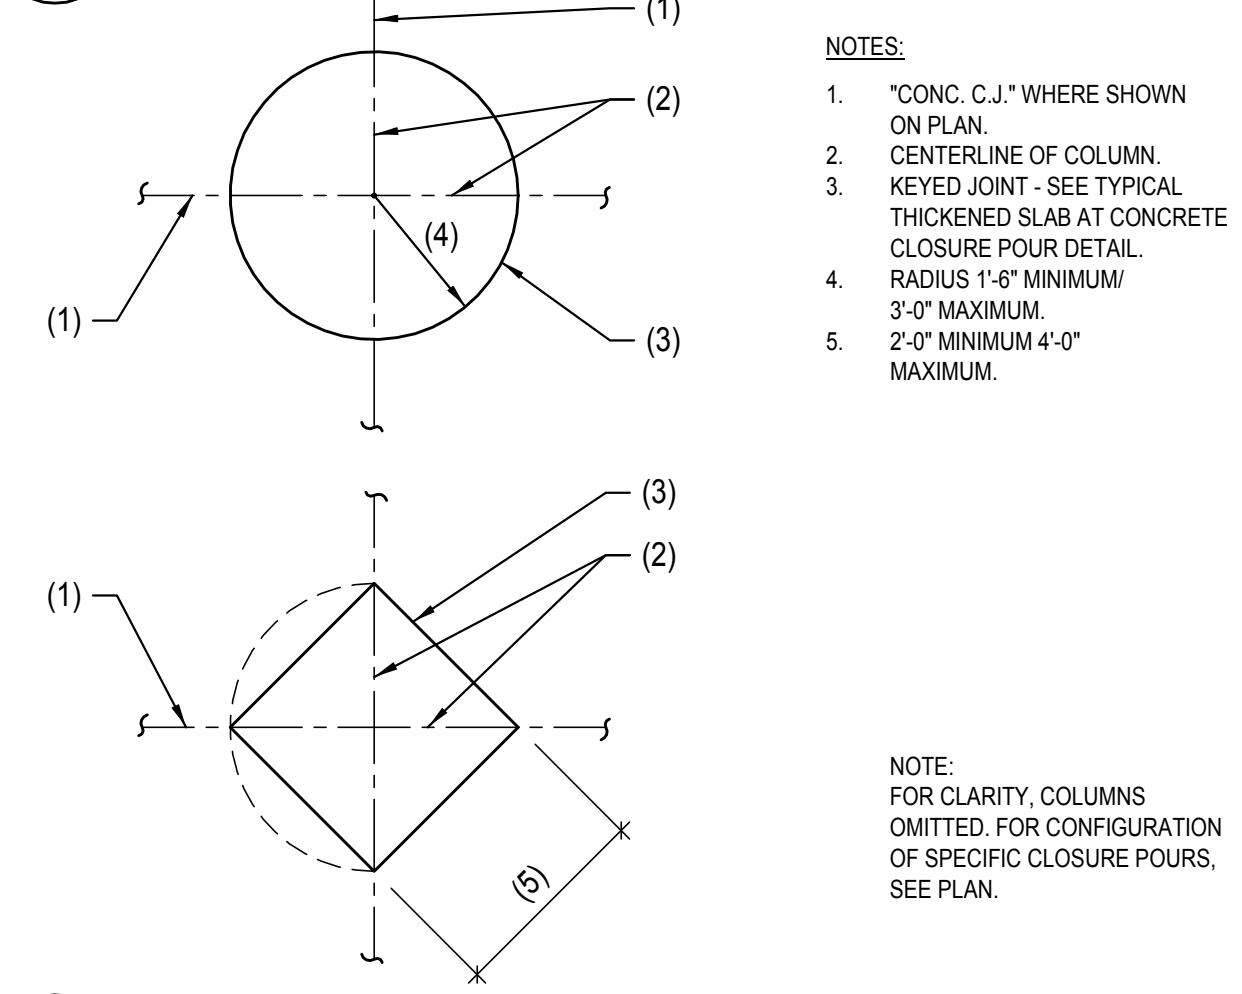 (1)
(2)
(4)
(1)
(3)
(3)
(2)
(1)
(5)
NOTES:
1. "CONC. C.J." WHERE SHOWN
ON PLAN.
2. CENTERLINE OF COLUMN.
3. KEYED JOINT - SEE TYPICAL
THICKENED SLAB AT CONCRETE
CLOSURE POUR DETAIL.
4. RADIUS 1'-6" MINIMUM/
3'-0" MAXIMUM.
5. 2'-0" MINIMUM 4'-0"
MAXIMUM.
NOTE:
FOR CLARITY, COLUMNS
OMITTED. FOR CONFIGURATION
OF SPECIFIC CLOSURE POURS,
SEE PLAN.